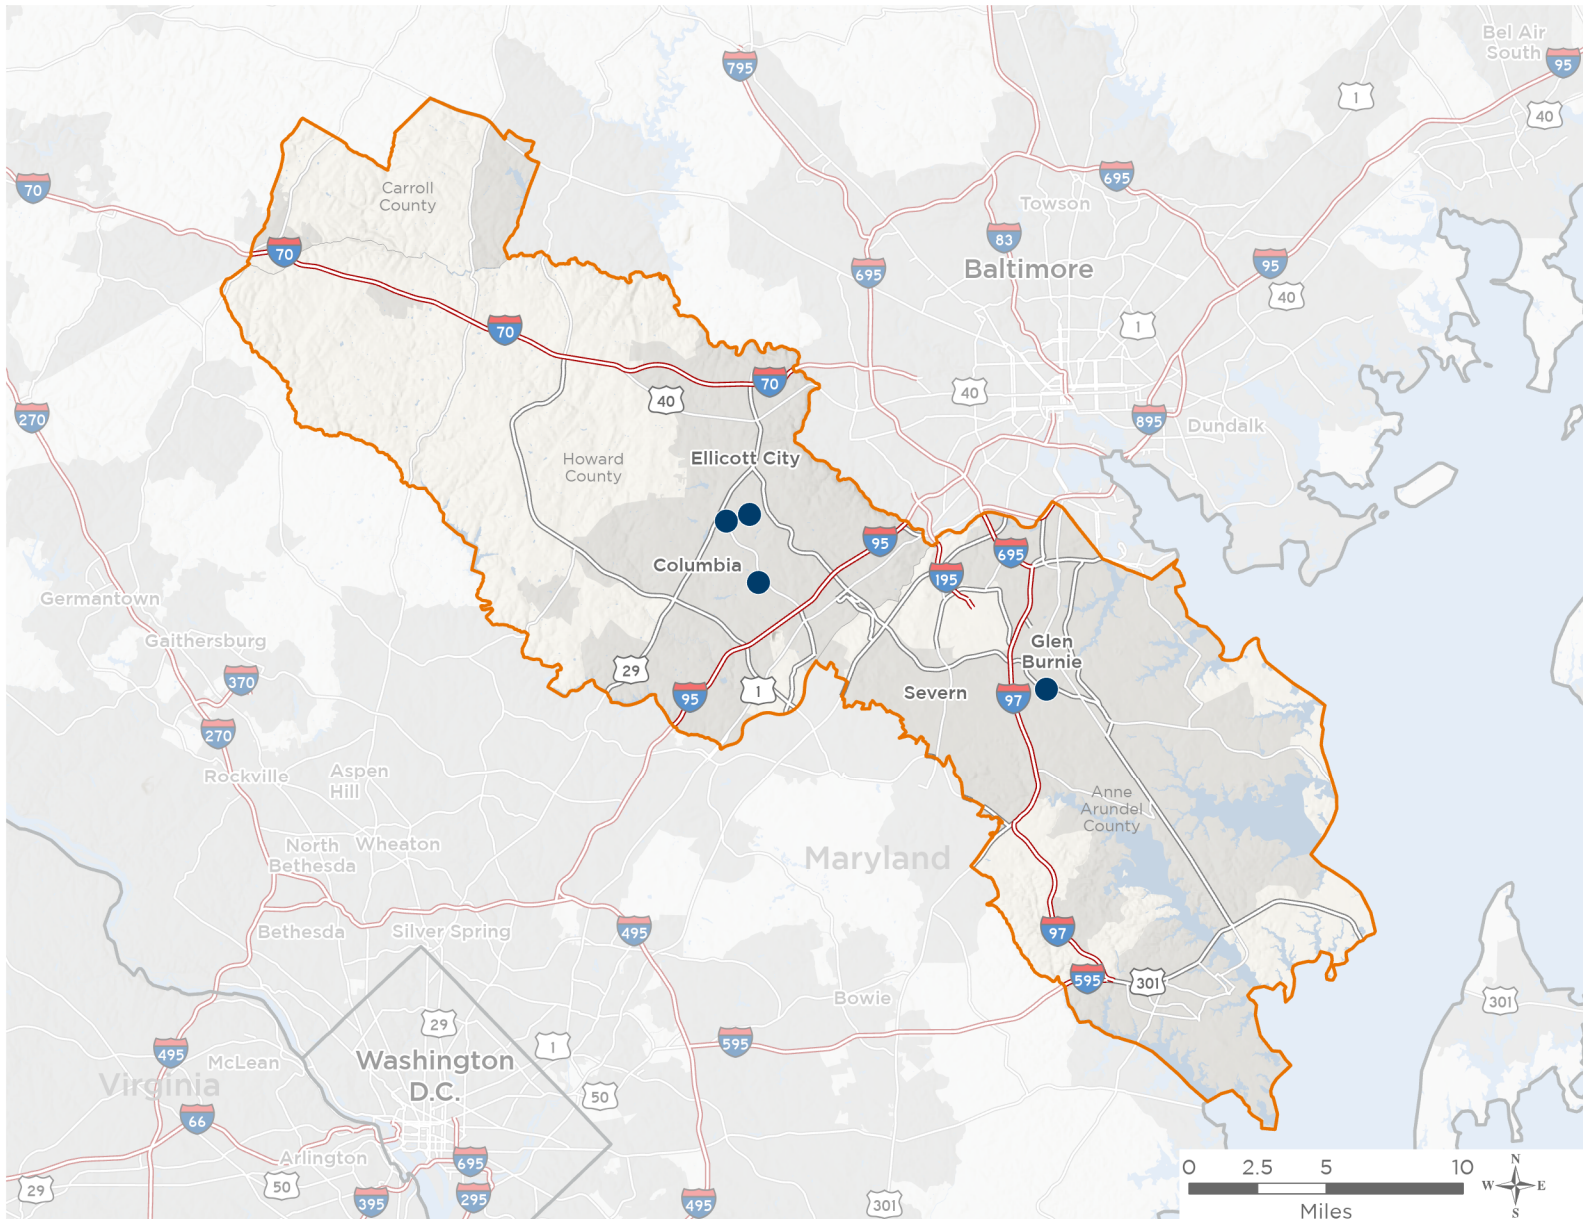 Bel Air
South
795
95
1
40
70
Carroll
County
695
Towson
83
70
695
Baltimore
95
40
70
1
70
40
40
270
895
Dundalk
Ellicott City
Howard
County
95
695
Columbia
195
Germantown
Gaithersburg
Glen
Burnie
29
370
95
1
Severn
97
270
Rockville
Aspen
Hill
Anne
Arundel
County
North
Bethesda
Wheaton
Maryland
Bethesda
Silver Spring
495
97
595
301
Bowie
301
29
495
McLean
1
595
Washington
D.C.
Virginia
50
66
Arlington
695
29
50
395
295
495
301
0 2.5 5 10
Miles
N
W E
S